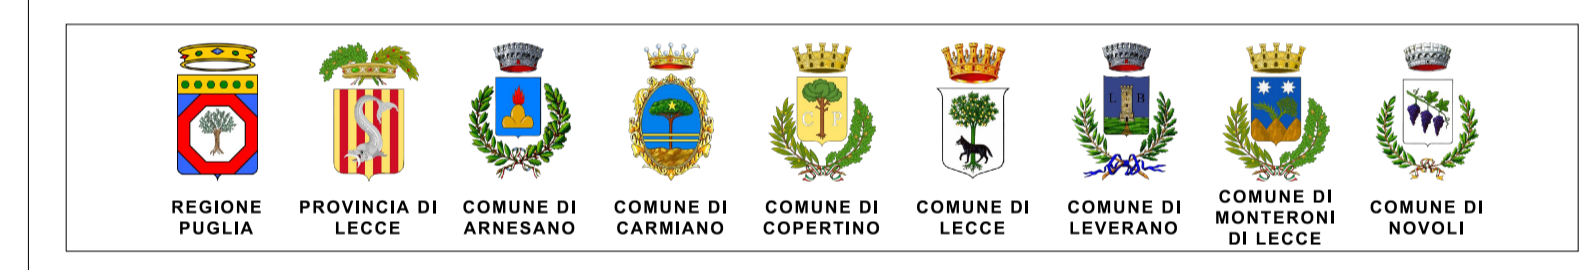 REGIONE
PUGLIA
PROVINCIA DI
LECCE
COMUNE DI
ARNESANO
COMUNE DI
CARMIANO
C P
COMUNE DI
COPERTINO
COMUNE DI
LECCE
L B
COMUNE DI
LEVERANO
COMUNE DI
MONTERONI
DI LECCE
COMUNE DI
NOVOLI